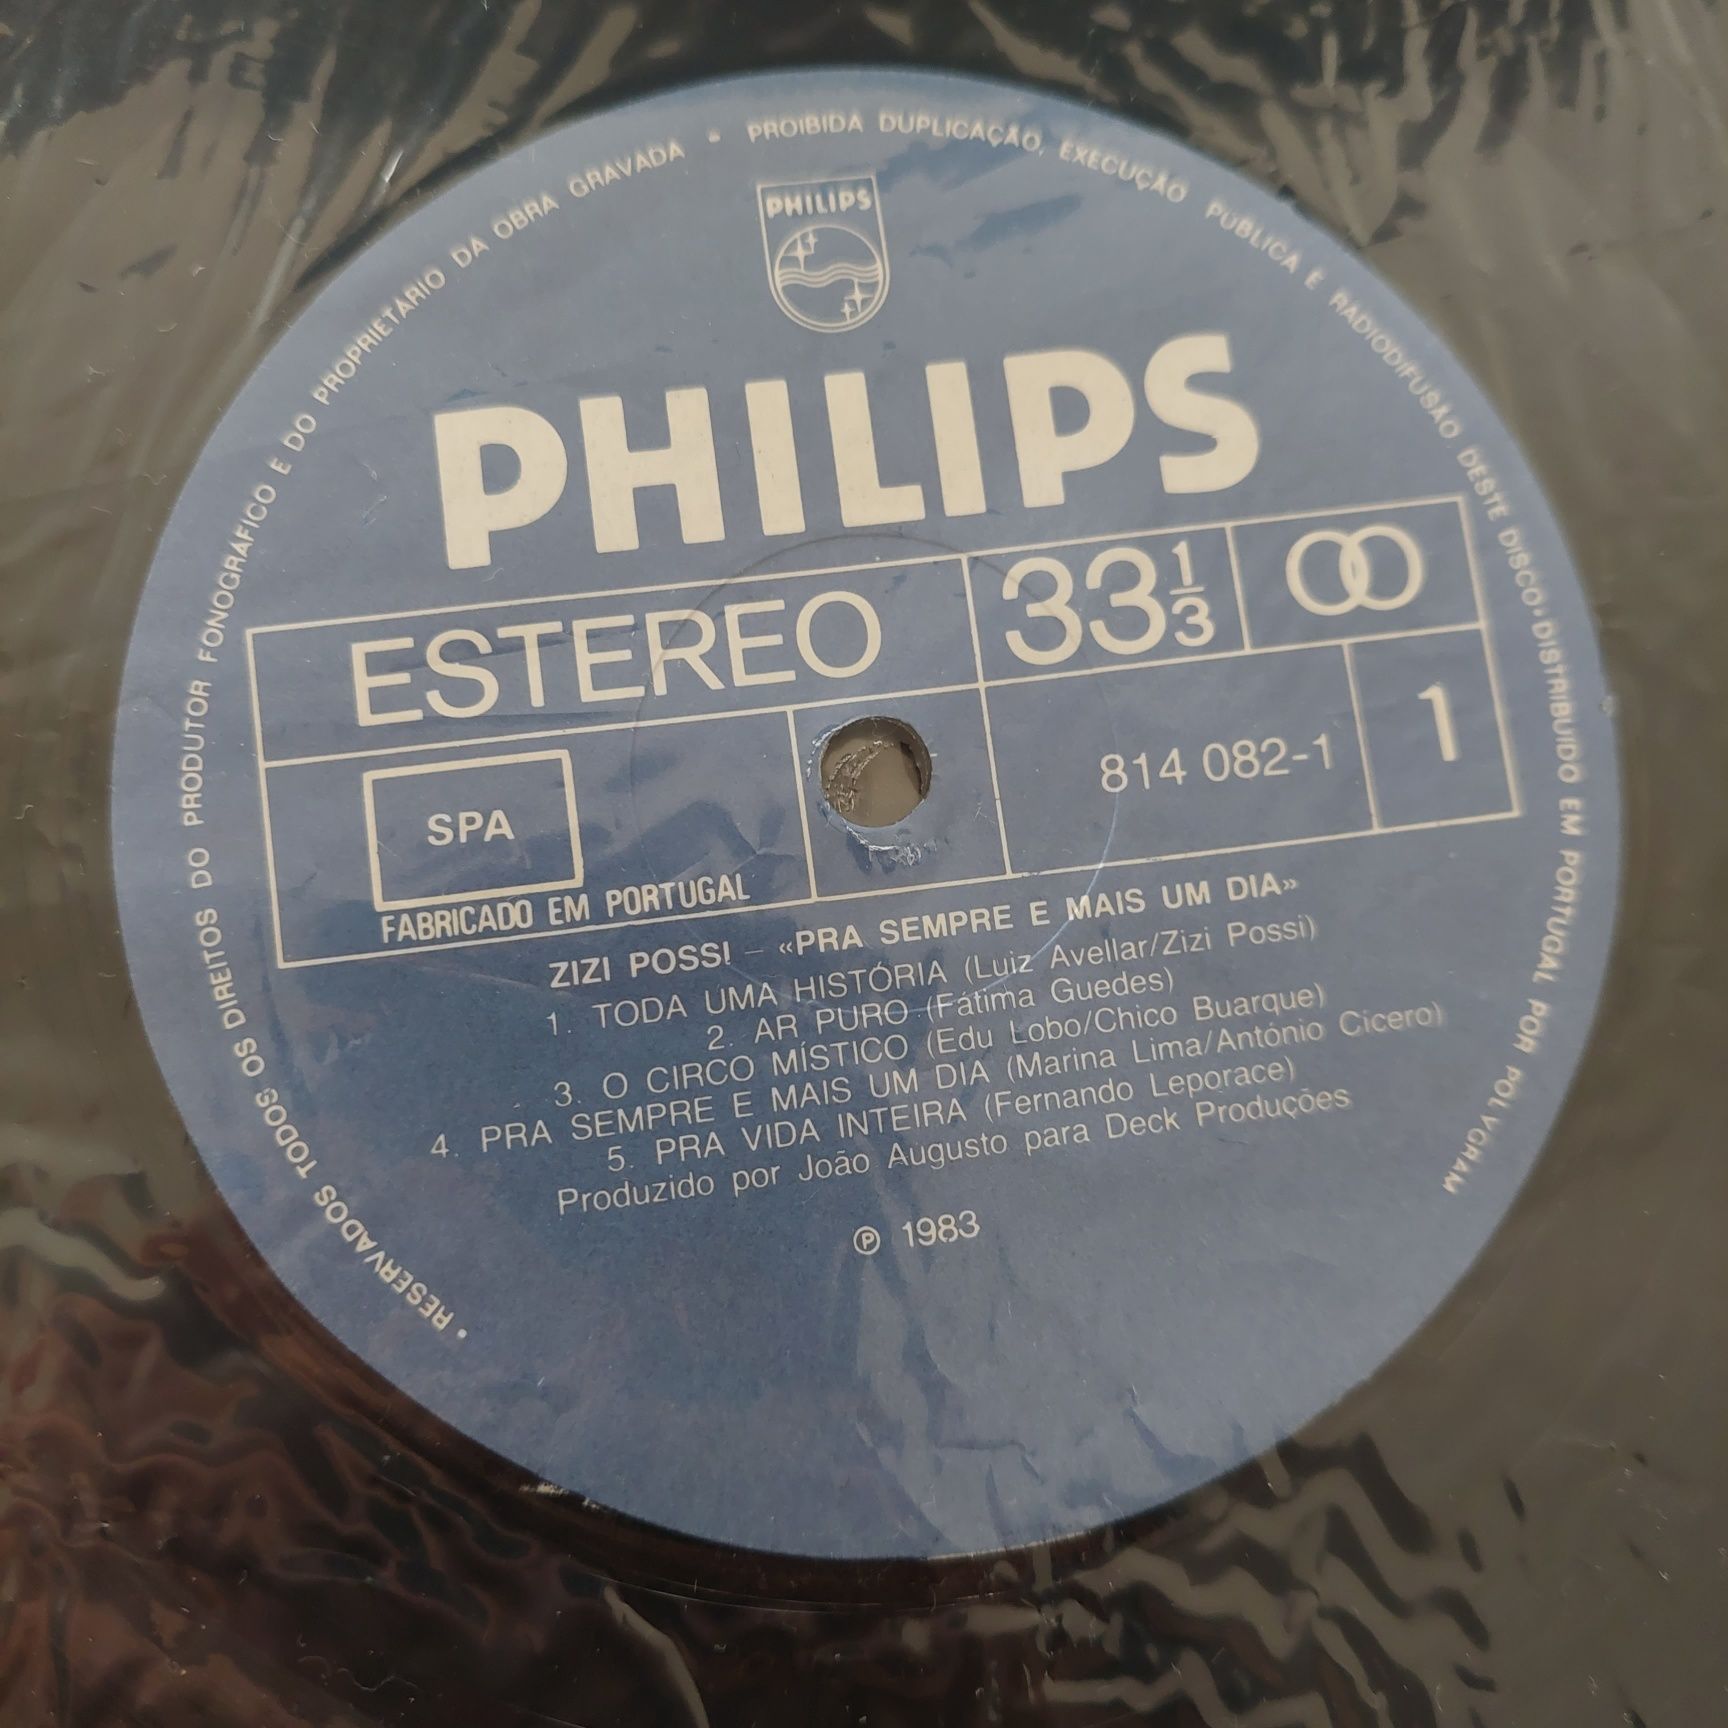 • RESERVADOS TODOS OS DIREITOS DO PRODUTOR FONOGRÁFICO E DO PROPRIETÁRIO DA OBRA GRAVADA • PROIBIDA DUPLICAÇÃO, EXECUÇÃO PÚBLICA E RADIODIFUSÃO DESTE DISCO • DISTRIBUIDO EM PORTUGAL POR POLYGRAM
PHILIPS
PHILIPS
ESTEREO 33 1/3
SPA 814 082-1 1
FABRICADO EM PORTUGAL
ZIZI POSSI – «PRA SEMPRE E MAIS UM DIA»
1. TODA UMA HISTÓRIA (Luiz Avellar/Zizi Possi)
2. AR PURO (Fátima Guedes)
3. O CIRCO MÍSTICO (Edu Lobo/Chico Buarque)
4. PRA SEMPRE E MAIS UM DIA (Marina Lima/António Cícero)
5. PRA VIDA INTEIRA (Fernando Leporace)
Produzido por João Augusto para Deck Produções
℗ 1983